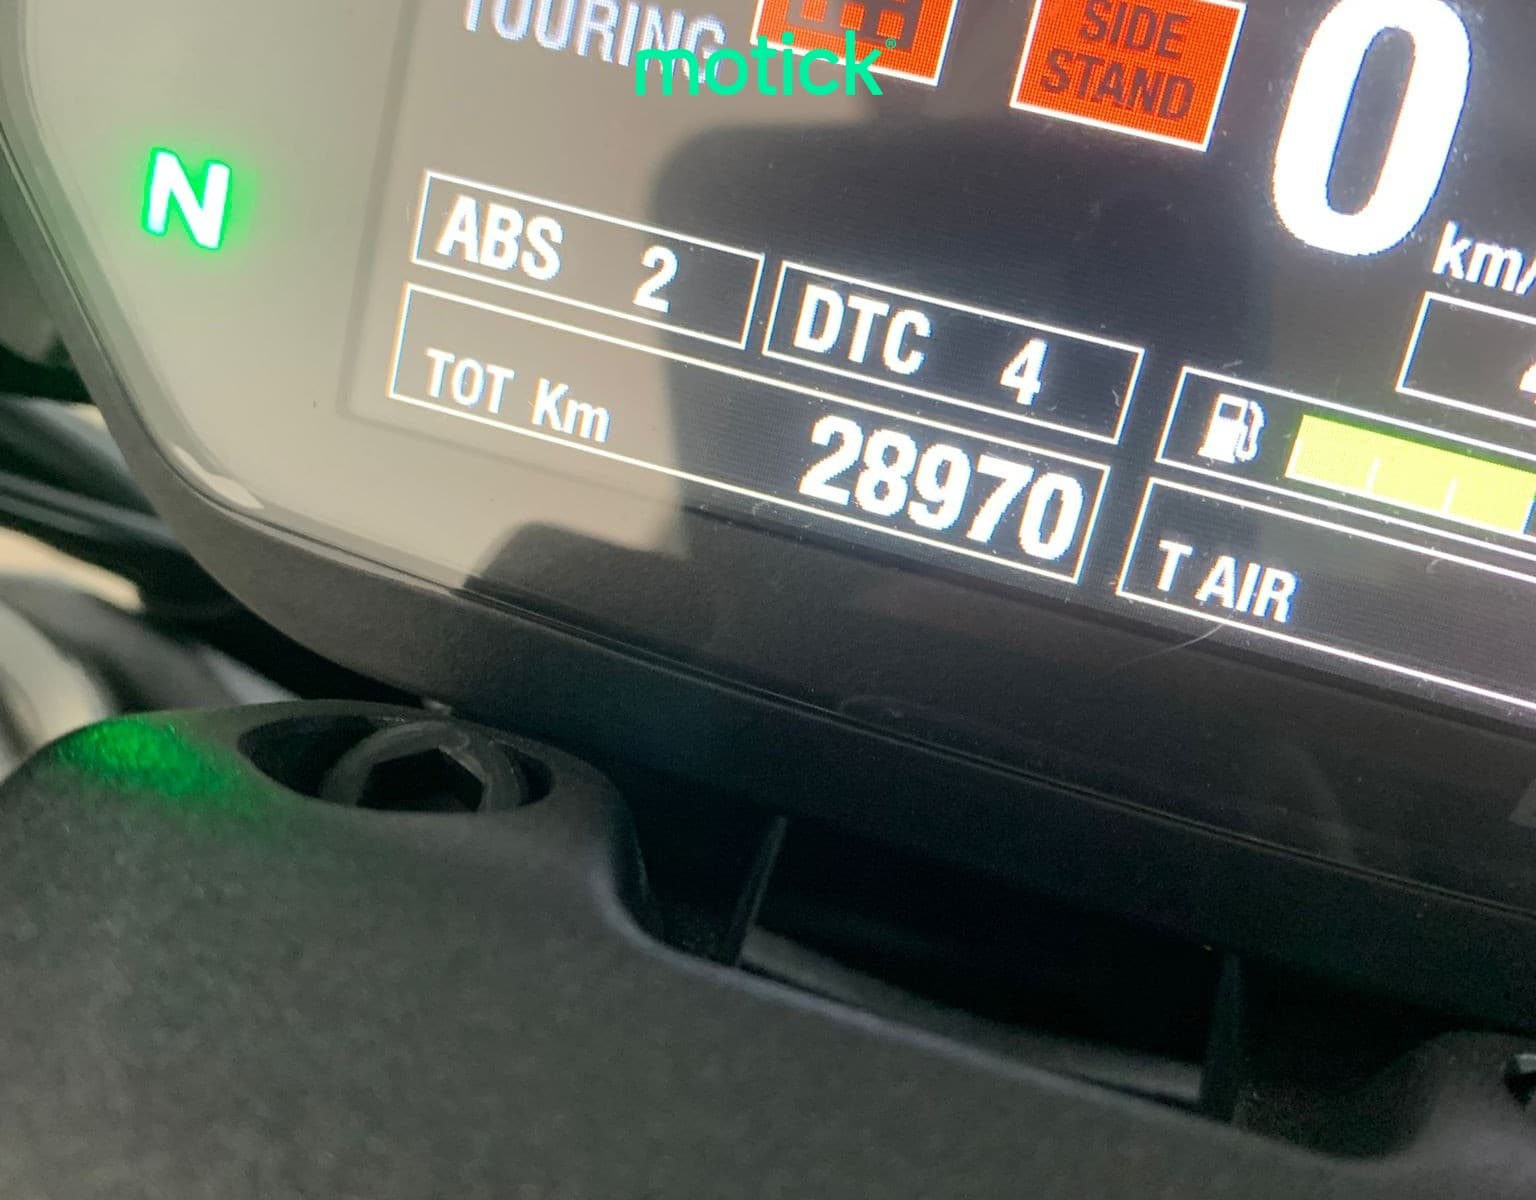 TOURING
motick®
SIDE
STAND
0
km/
N
ABS 2
DTC 4
TOT Km
28970
T AIR